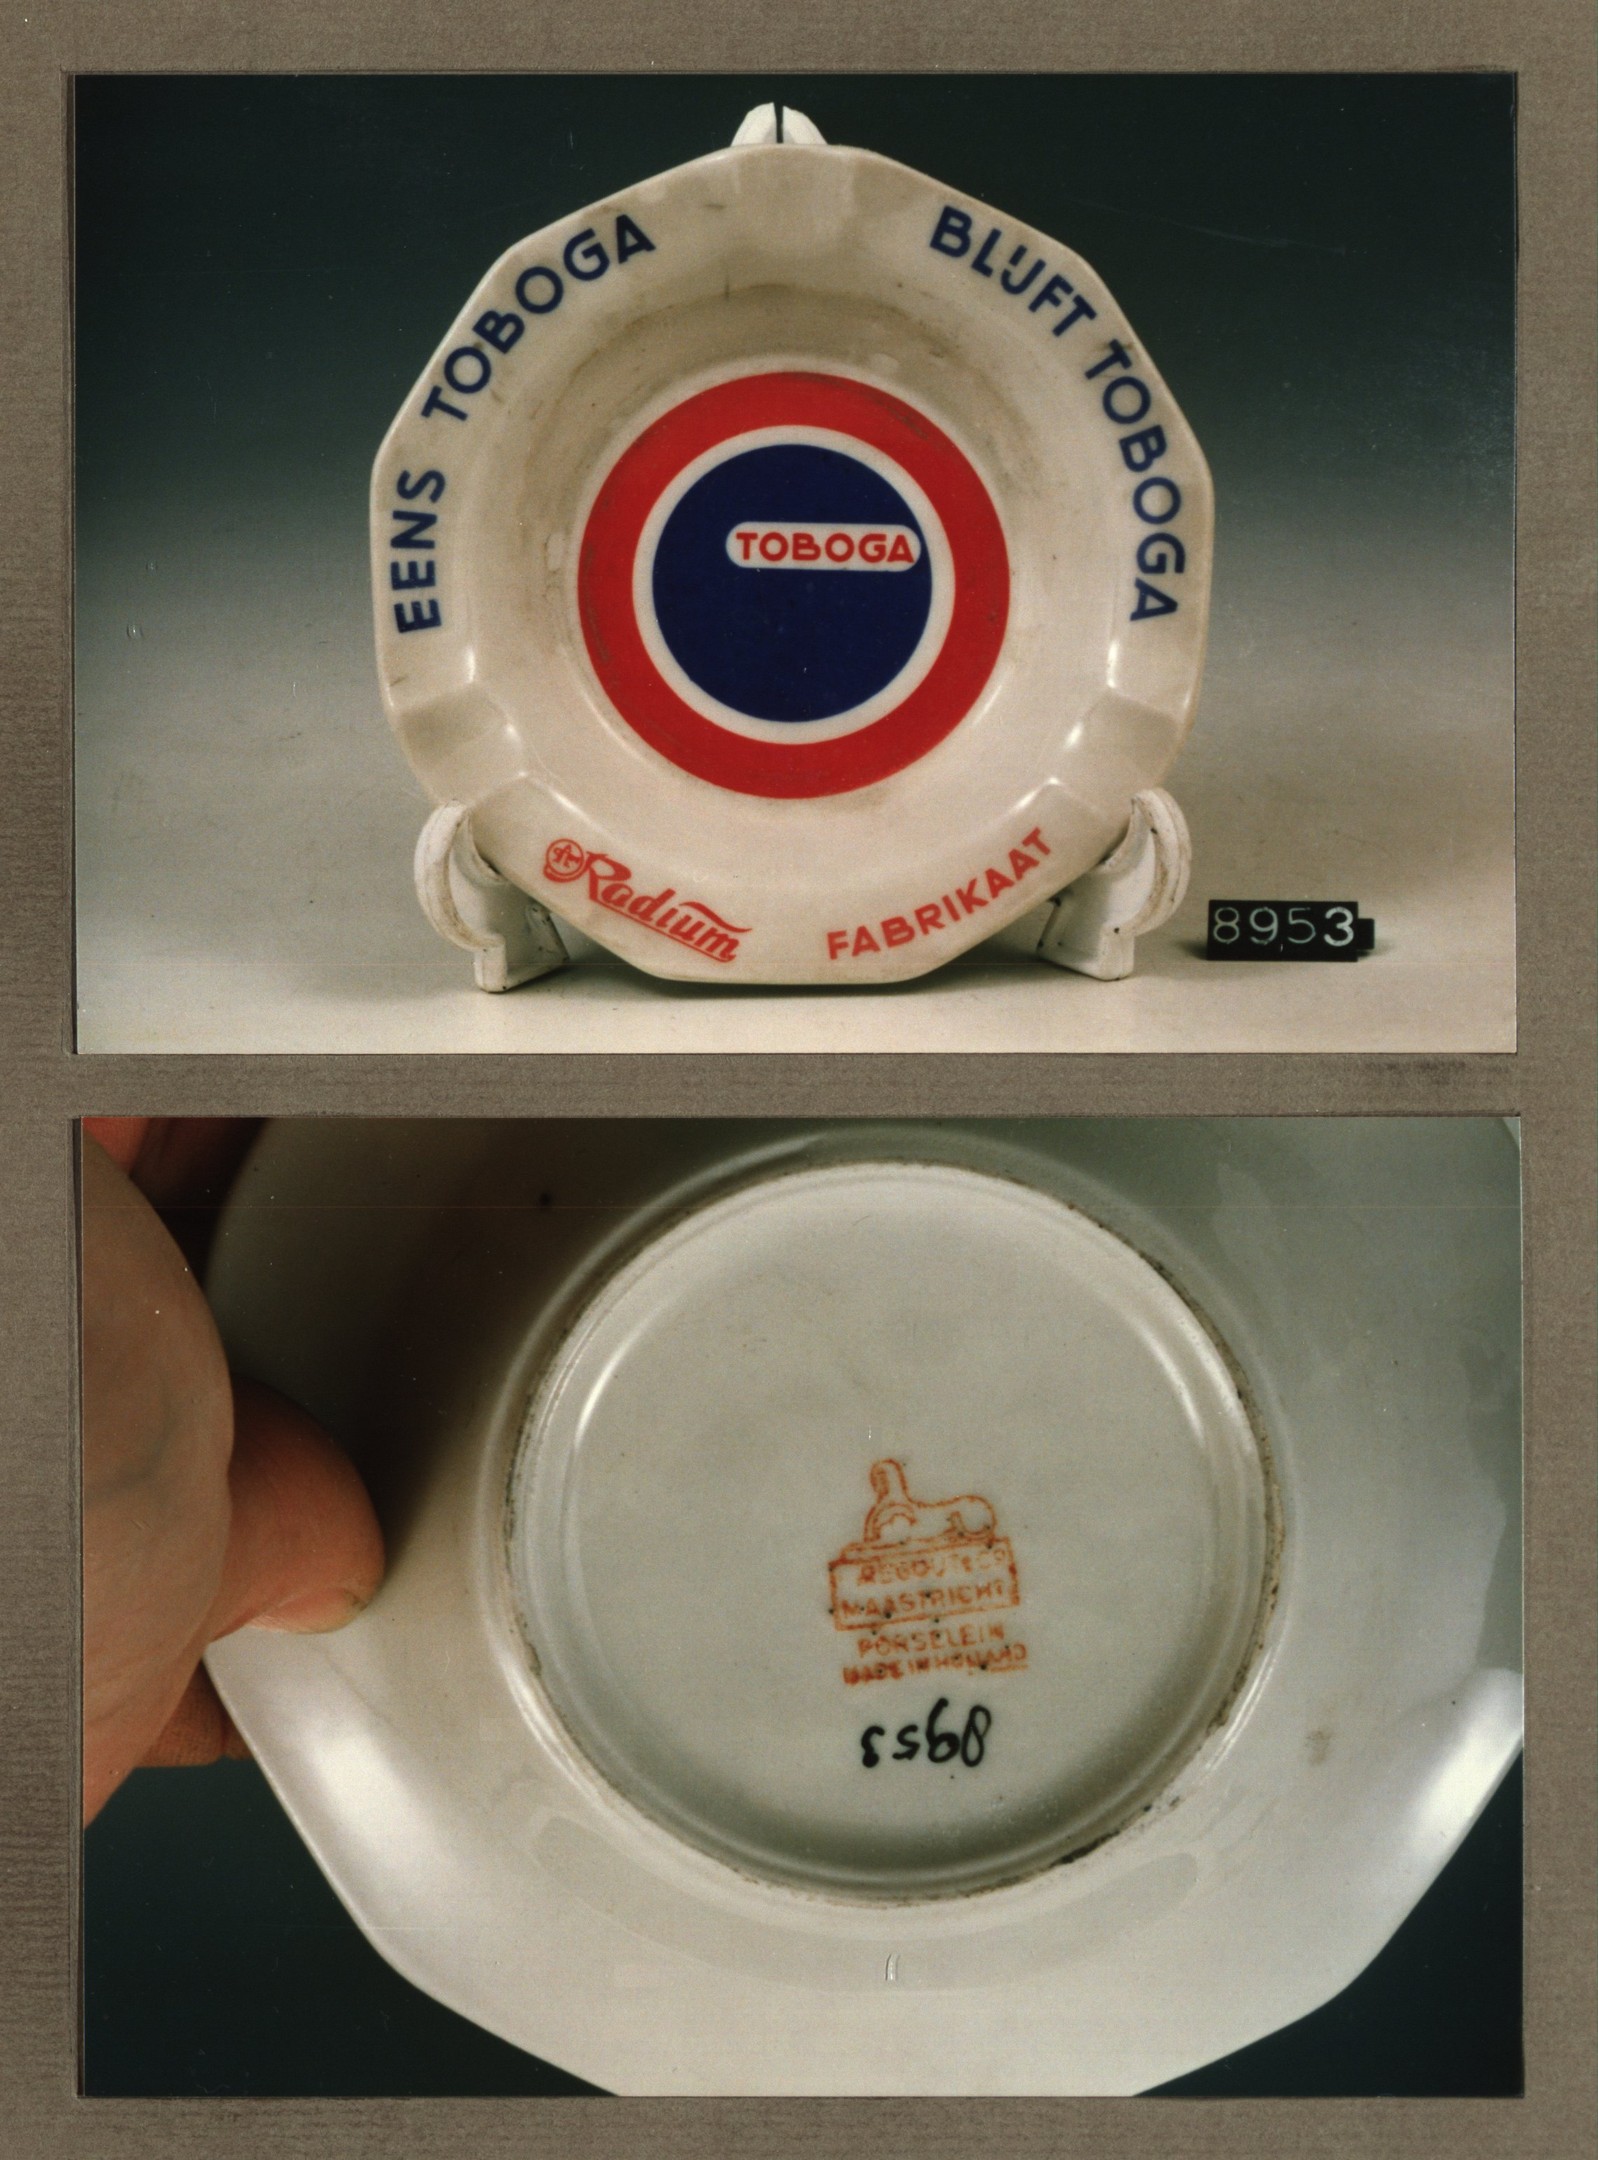 EENS TOBOGA
BLIJFT TOBOGA
TOBOGA
Radium
FABRIKAAT
8953
REGOUT & Co
MAASTRICHT
PORSELEIN
MADE IN HOLLAND
8953